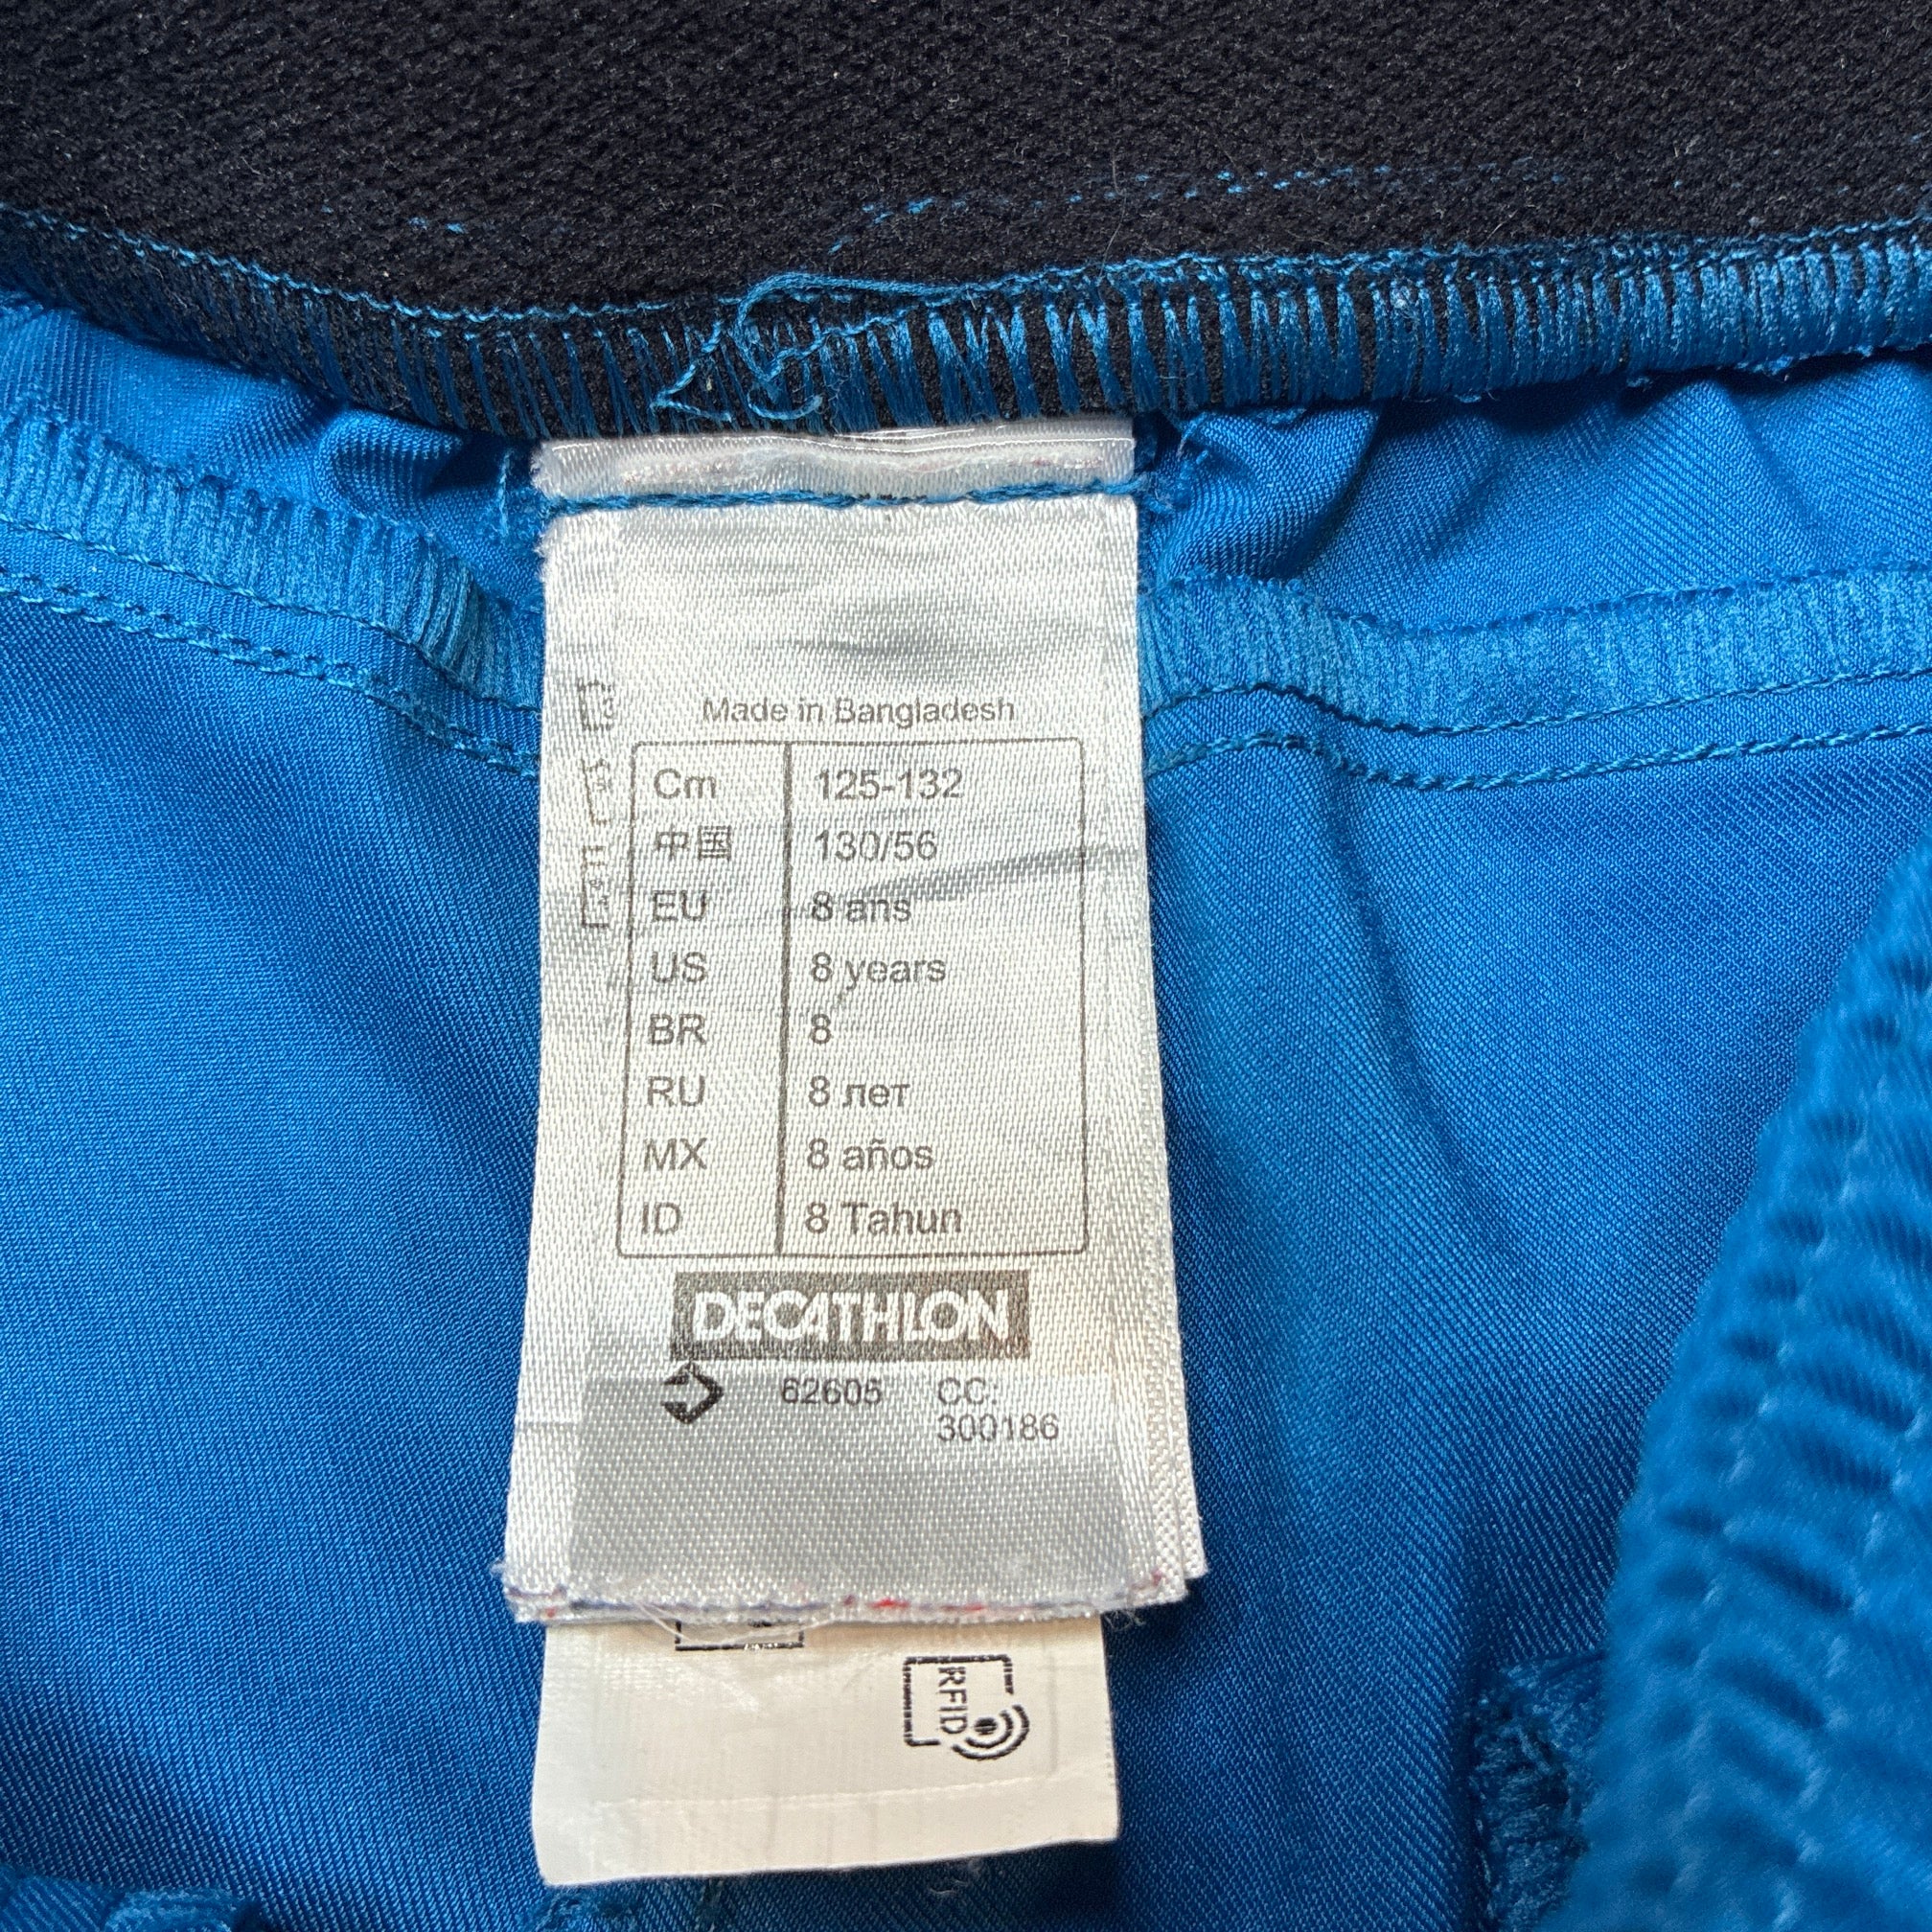 Made in Bangladesh
Cm 125-132
中国 130/56
EU 8 ans
US 8 years
BR 8
RU 8 лет
MX 8 años
ID 8 Tahun
DECATHLON
62605 CC:
300186
RFID